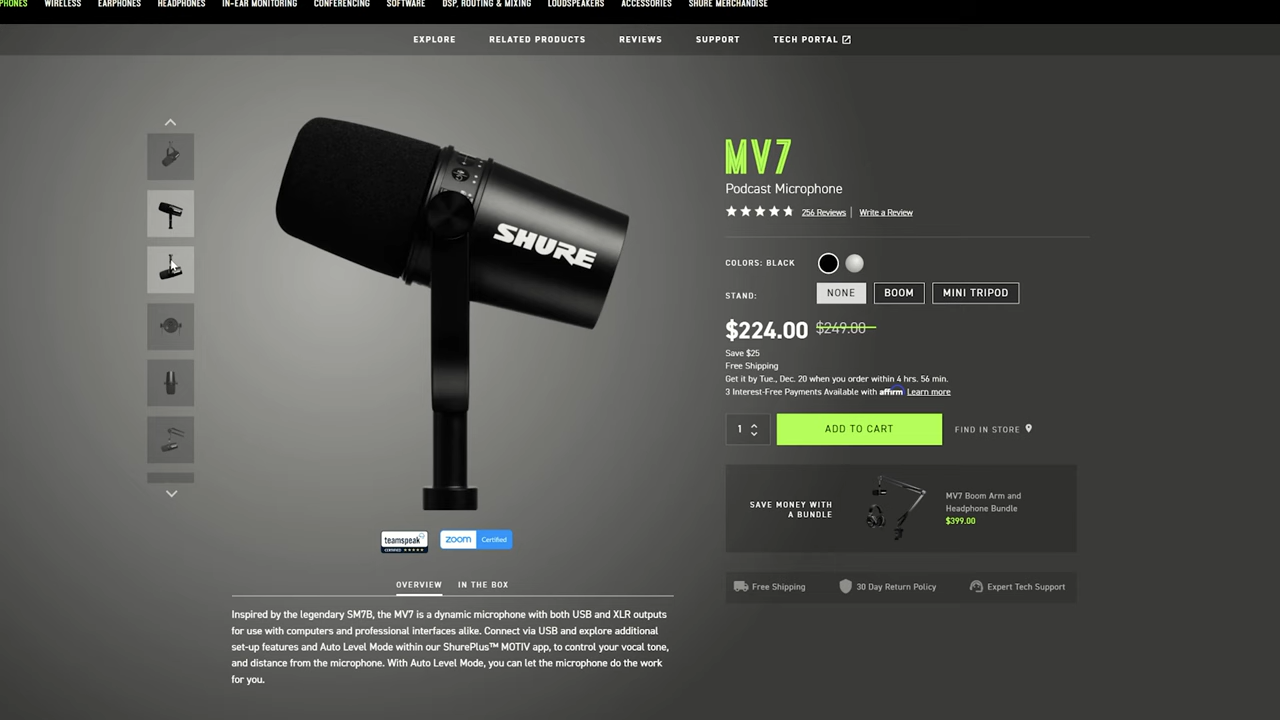 PHONES WIRELESS EARPHONES HEADPHONES IN-EAR MONITORING CONFERENCING SOFTWARE DSP, ROUTING & MIXING LOUDSPEAKERS ACCESSORIES SHURE MERCHANDISE
EXPLORE RELATED PRODUCTS REVIEWS SUPPORT TECH PORTAL
SHURE
MV7
Podcast Microphone
256 Reviews | Write a Review
COLORS: BLACK
STAND: NONE BOOM MINI TRIPOD
$224.00 $249.00
Save $25
Free Shipping
Get it by Tue., Dec. 20 when you order within 4 hrs. 56 min.
3 Interest-Free Payments Available with affirm Learn more
1 ADD TO CART FIND IN STORE
SAVE MONEY WITH
A BUNDLE
MV7 Boom Arm and
Headphone Bundle
$399.00
Free Shipping 30 Day Return Policy Expert Tech Support
teamspeak
CERTIFIED
zoom Certified
OVERVIEW IN THE BOX
Inspired by the legendary SM7B, the MV7 is a dynamic microphone with both USB and XLR outputs
for use with computers and professional interfaces alike. Connect via USB and explore additional
set-up features and Auto Level Mode within our ShurePlus™ MOTIV app, to control your vocal tone,
and distance from the microphone. With Auto Level Mode, you can let the microphone do the work
for you.